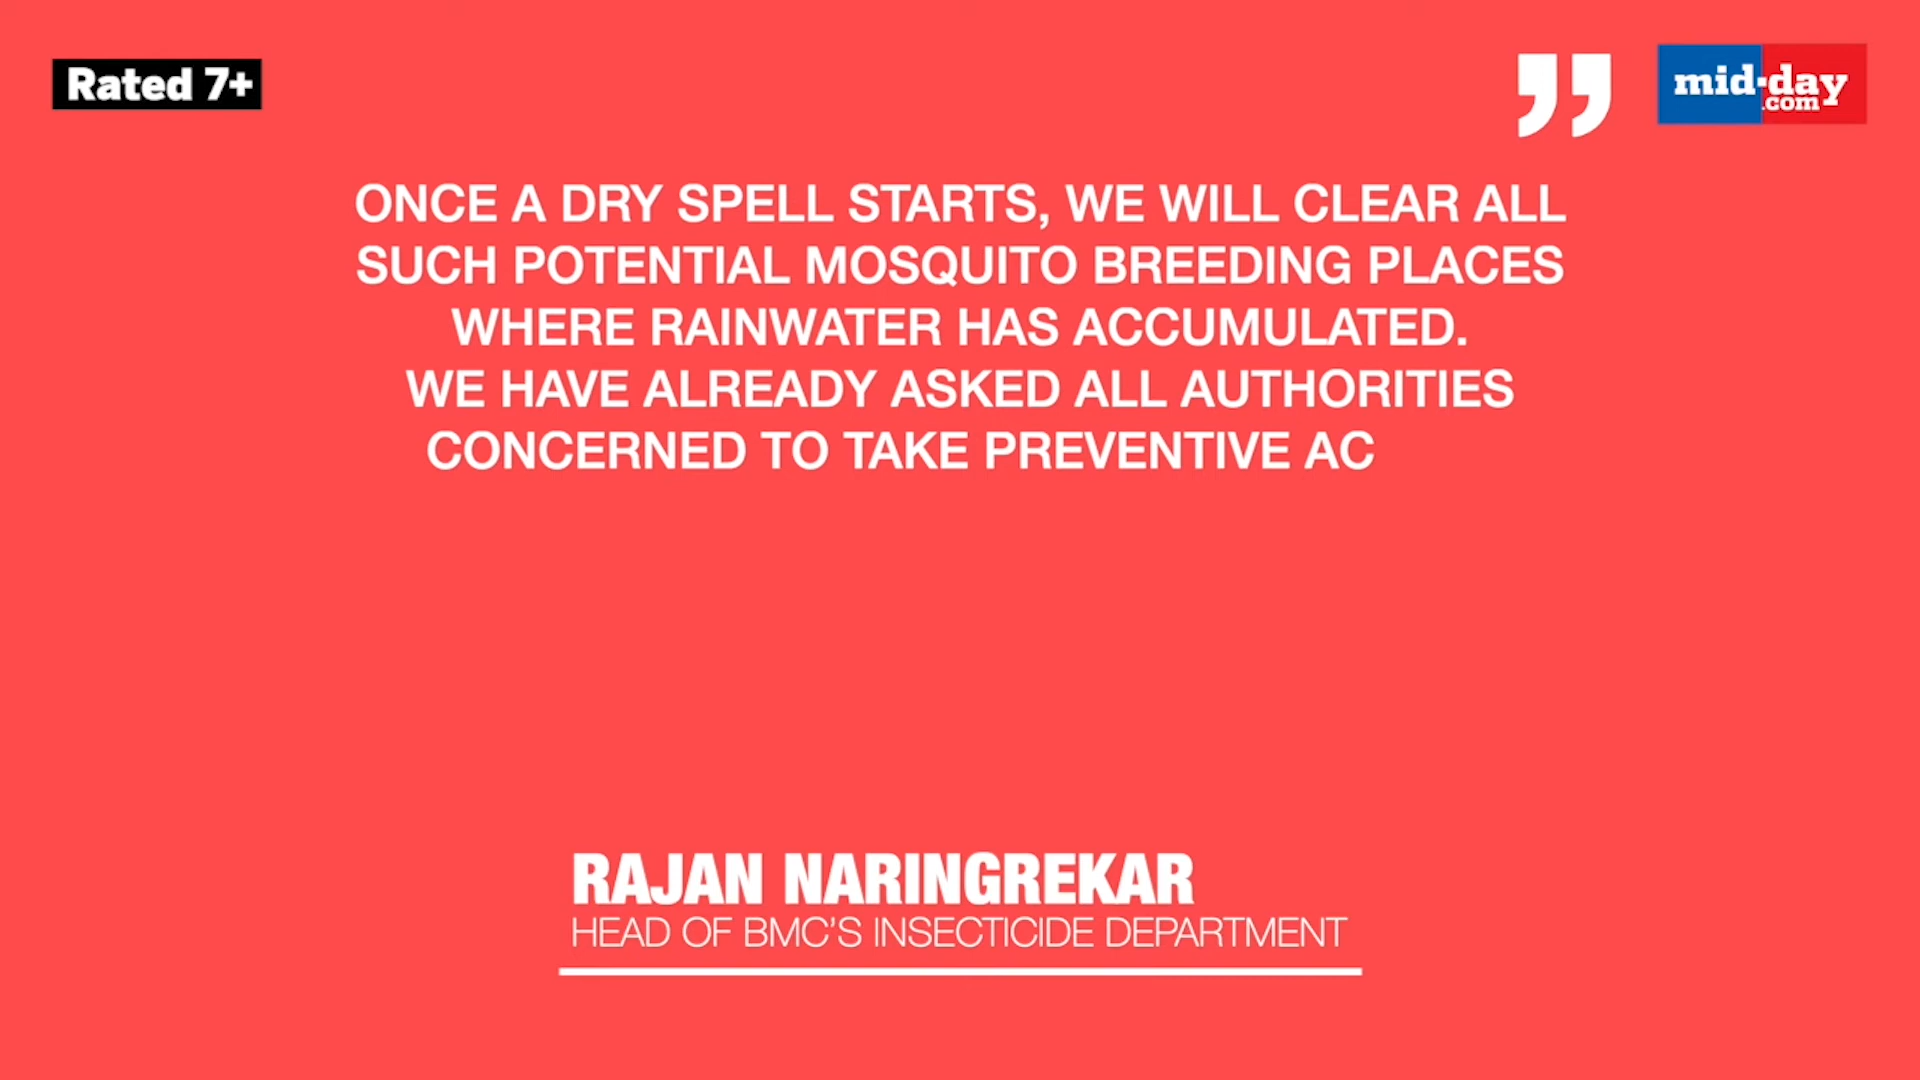 Rated 7+
”
mid-day
.com
ONCE A DRY SPELL STARTS, WE WILL CLEAR ALL
SUCH POTENTIAL MOSQUITO BREEDING PLACES
WHERE RAINWATER HAS ACCUMULATED.
WE HAVE ALREADY ASKED ALL AUTHORITIES
CONCERNED TO TAKE PREVENTIVE AC
RAJAN NARINGREKAR
HEAD OF BMC'S INSECTICIDE DEPARTMENT